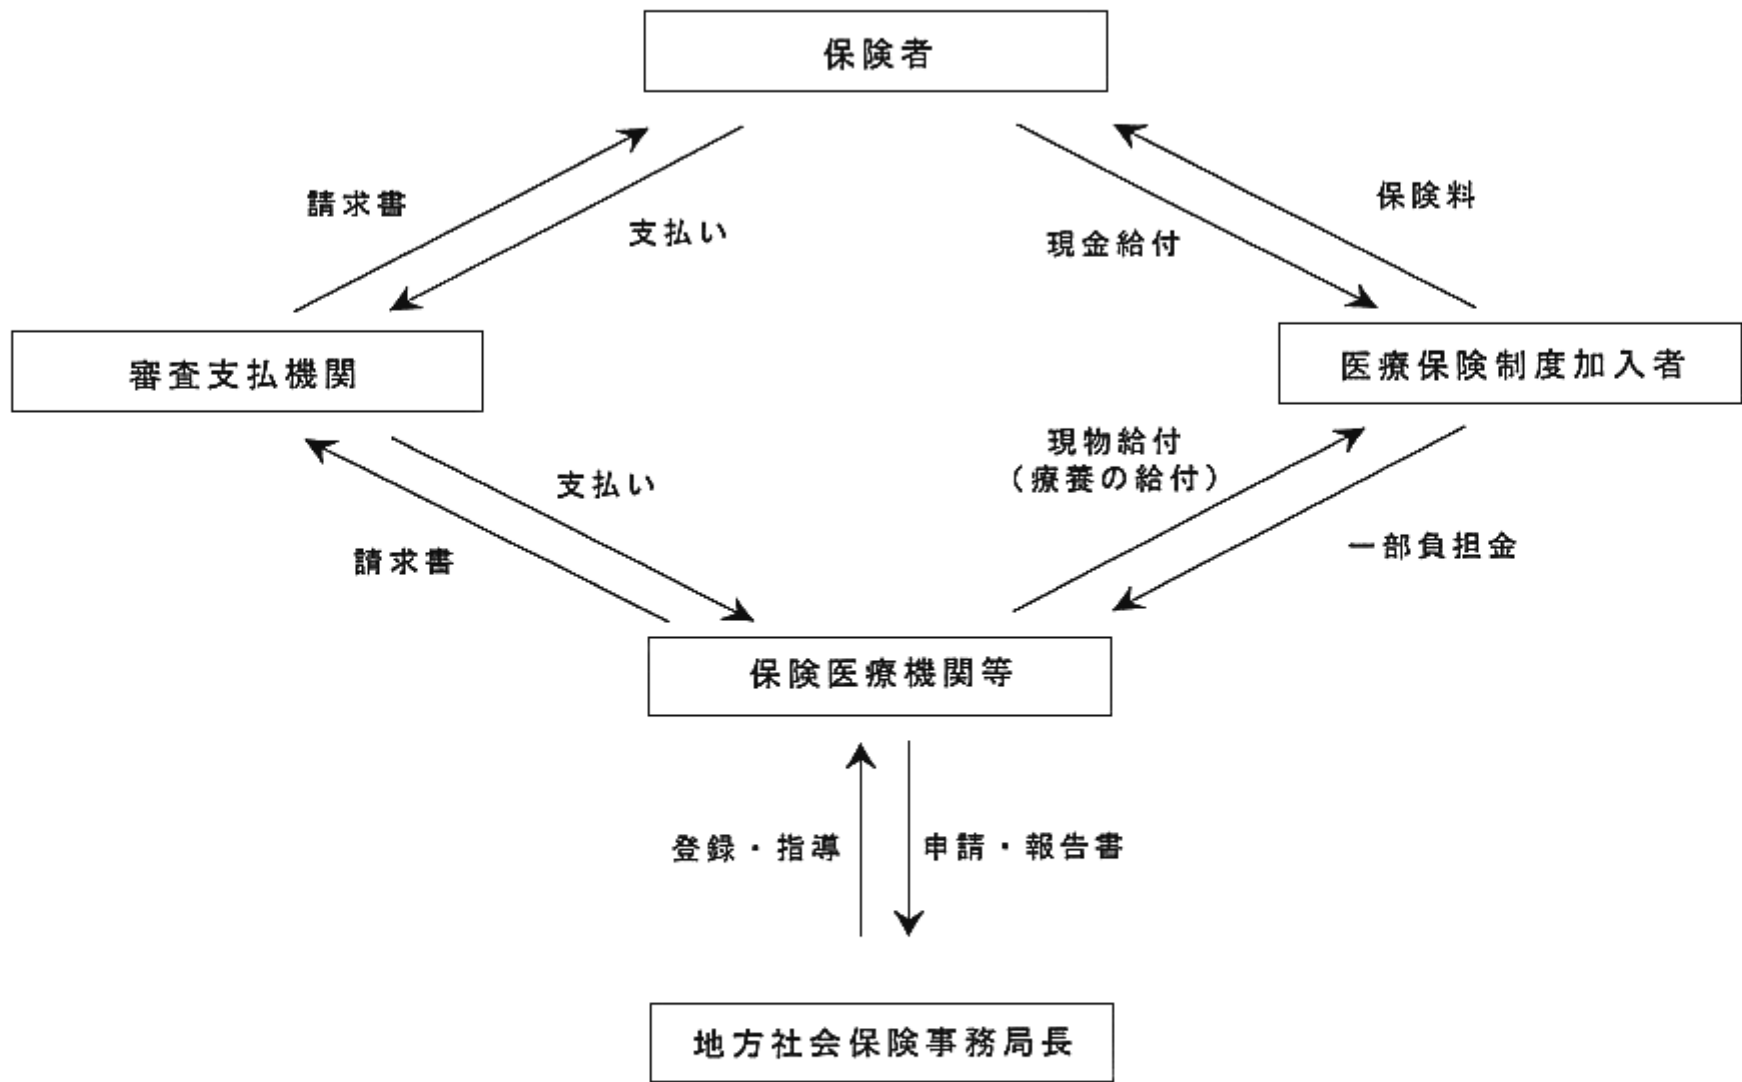 保険者
請求書
支払い
現金給付
保険料
審査支払機関
医療保険制度加入者
支払い
請求書
現物給付
（療養の給付）
一部負担金
保険医療機関等
登録・指導
申請・報告書
地方社会保険事務局長